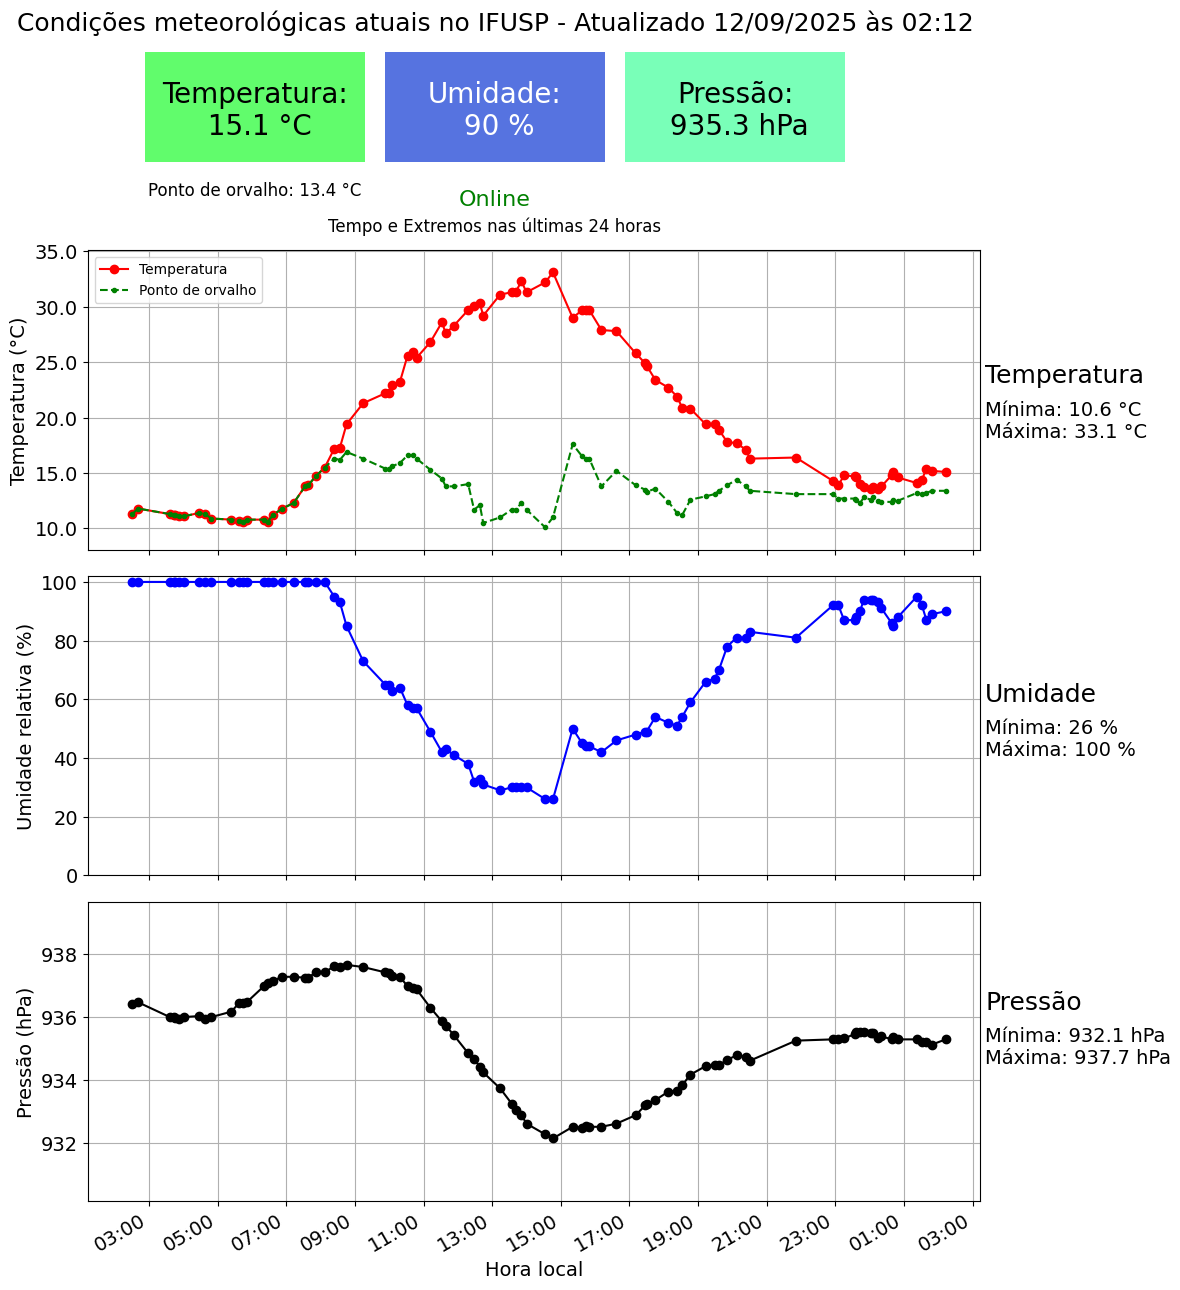 Condições meteorológicas atuais no IFUSP - Atualizado 12/09/2025 às 02:12
Temperatura:
15.1 °C
Umidade:
90 %
Pressão:
935.3 hPa
Ponto de orvalho: 13.4 °C
Online
Tempo e Extremos nas últimas 24 horas
Temperatura (°C)
35.0
30.0
25.0
20.0
15.0
10.0
Temperatura
Ponto de orvalho
Temperatura
Mínima: 10.6 °C
Máxima: 33.1 °C
Umidade relativa (%)
100
80
60
40
20
0
Umidade
Mínima: 26 %
Máxima: 100 %
Pressão (hPa)
938
936
934
932
Pressão
Mínima: 932.1 hPa
Máxima: 937.7 hPa
03:00 05:00 07:00 09:00 11:00 13:00 15:00 17:00 19:00 21:00 23:00 01:00 03:00
Hora local